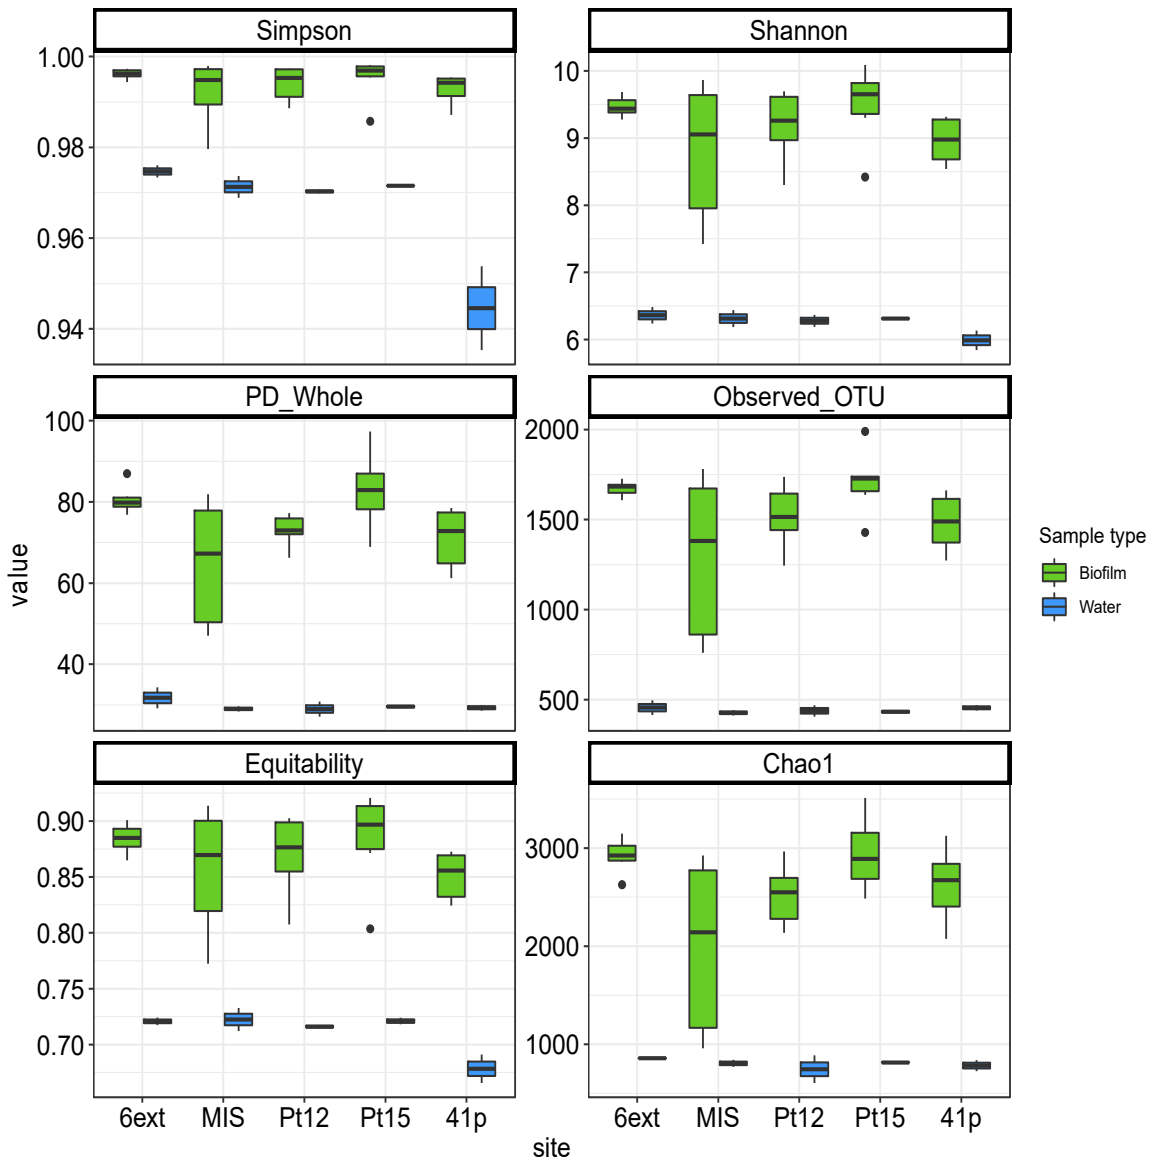 Simpson
Shannon
1.00
0.98
0.96
0.94
10
9
8
7
6
PD_Whole
Observed_OTU
100
80
60
40
2000
1500
1000
500
Equitability
Chao1
0.90
0.85
0.80
0.75
0.70
3000
2000
1000
6ext MIS Pt12 Pt15 41p
6ext MIS Pt12 Pt15 41p
site
value
Sample type
Biofilm
Water